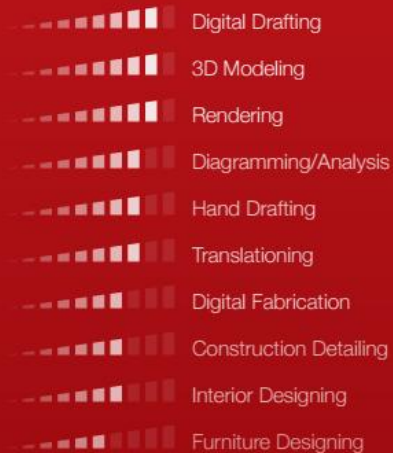 Digital Drafting
3D Modeling
Rendering
Diagramming/Analysis
Hand Drafting
Translationing
Digital Fabrication
Construction Detailing
Interior Designing
Furniture Designing